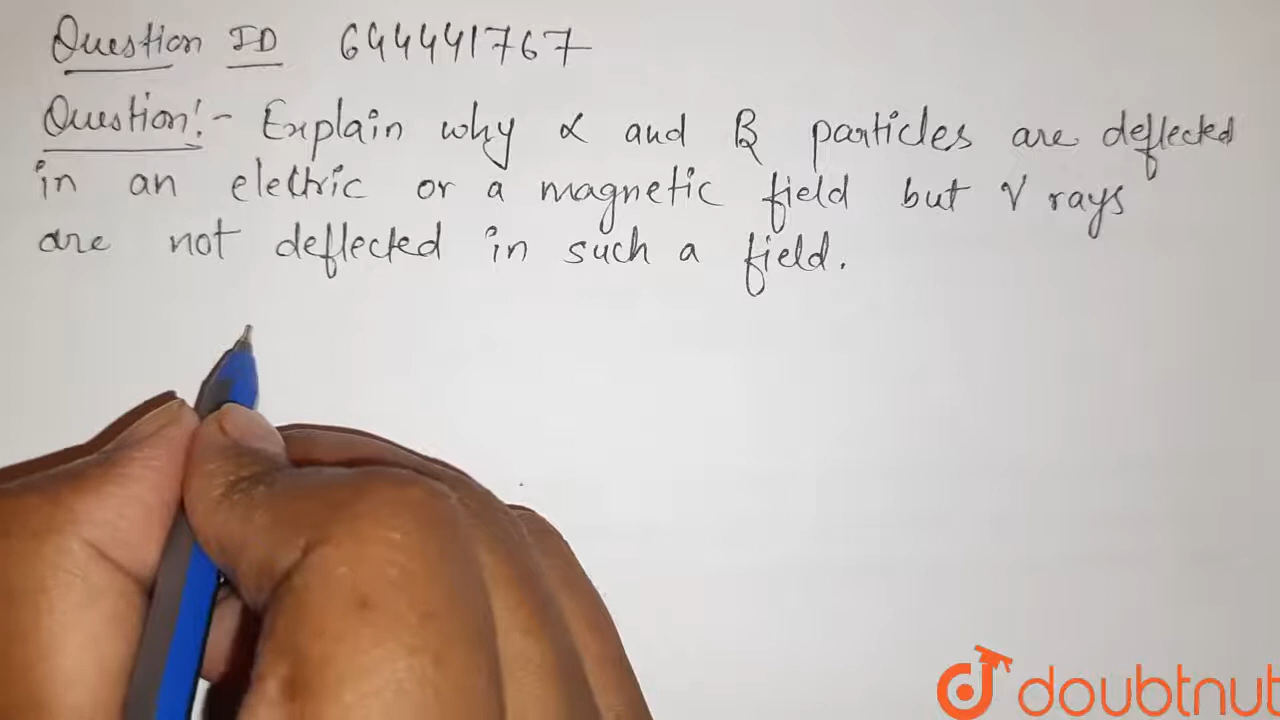 Question ID 644441767
Question:- Explain why α and β particles are deflected
in an electric or a magnetic field but γ rays
are not deflected in such a field.
doubtnut